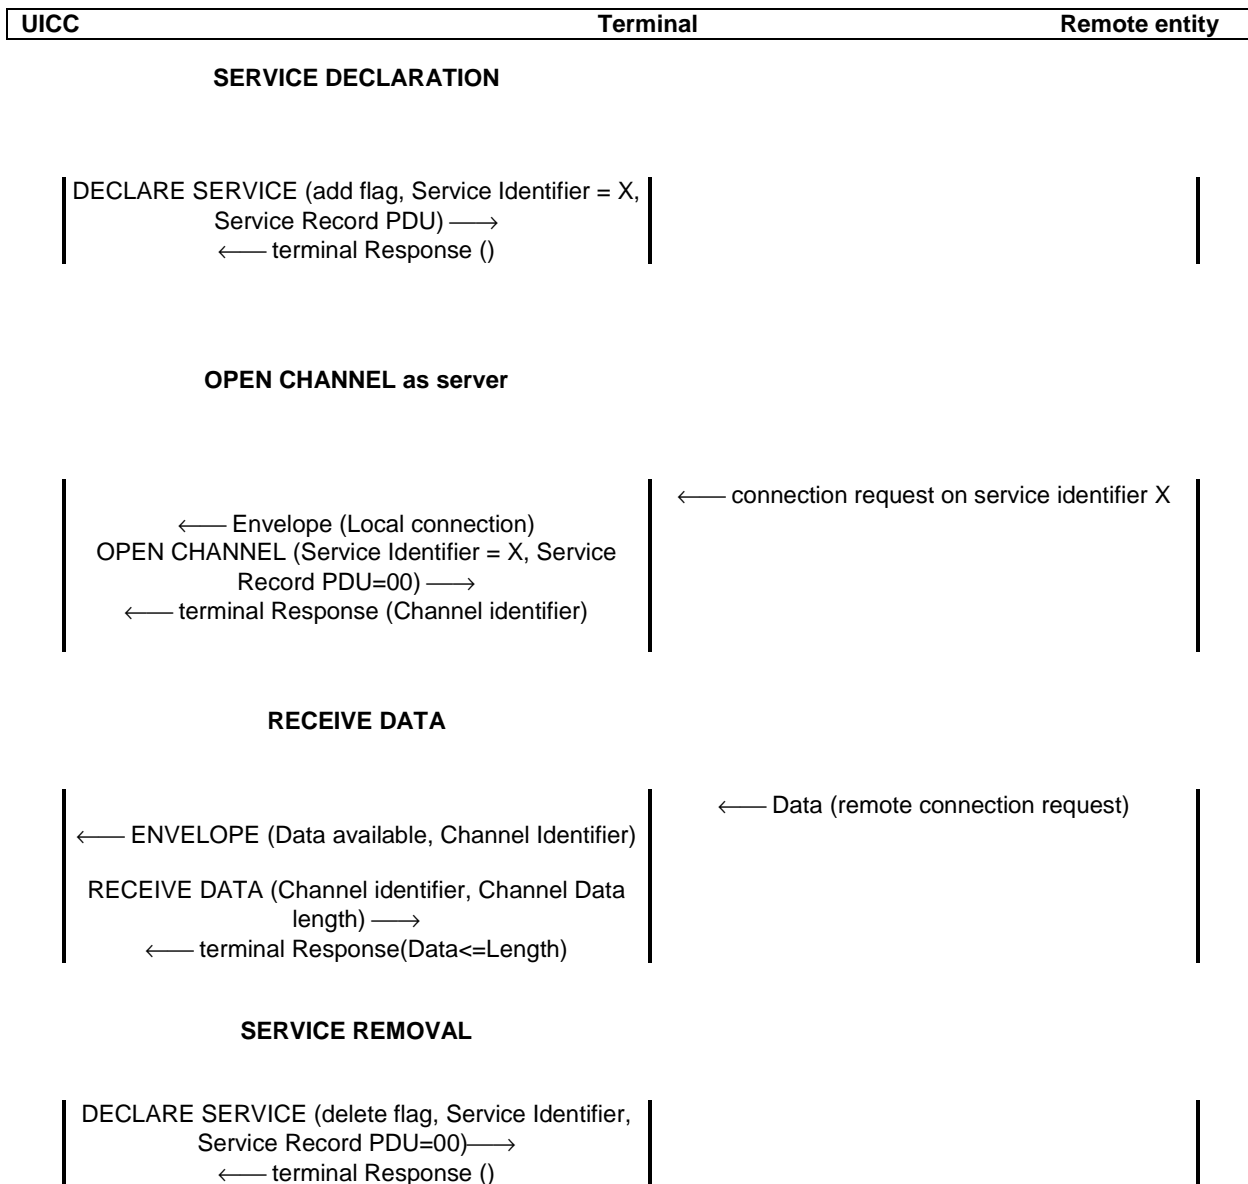 UICC Terminal Remote entity
SERVICE DECLARATION
DECLARE SERVICE (add flag, Service Identifier = X,
Service Record PDU) ⟶
⟵ terminal Response ()
OPEN CHANNEL as server
⟵ connection request on service identifier X
⟵ Envelope (Local connection)
OPEN CHANNEL (Service Identifier = X, Service
Record PDU=00) ⟶
⟵ terminal Response (Channel identifier)
RECEIVE DATA
⟵ Data (remote connection request)
⟵ ENVELOPE (Data available, Channel Identifier)
RECEIVE DATA (Channel identifier, Channel Data
length) ⟶
⟵ terminal Response(Data<=Length)
SERVICE REMOVAL
DECLARE SERVICE (delete flag, Service Identifier,
Service Record PDU=00)⟶
⟵ terminal Response ()